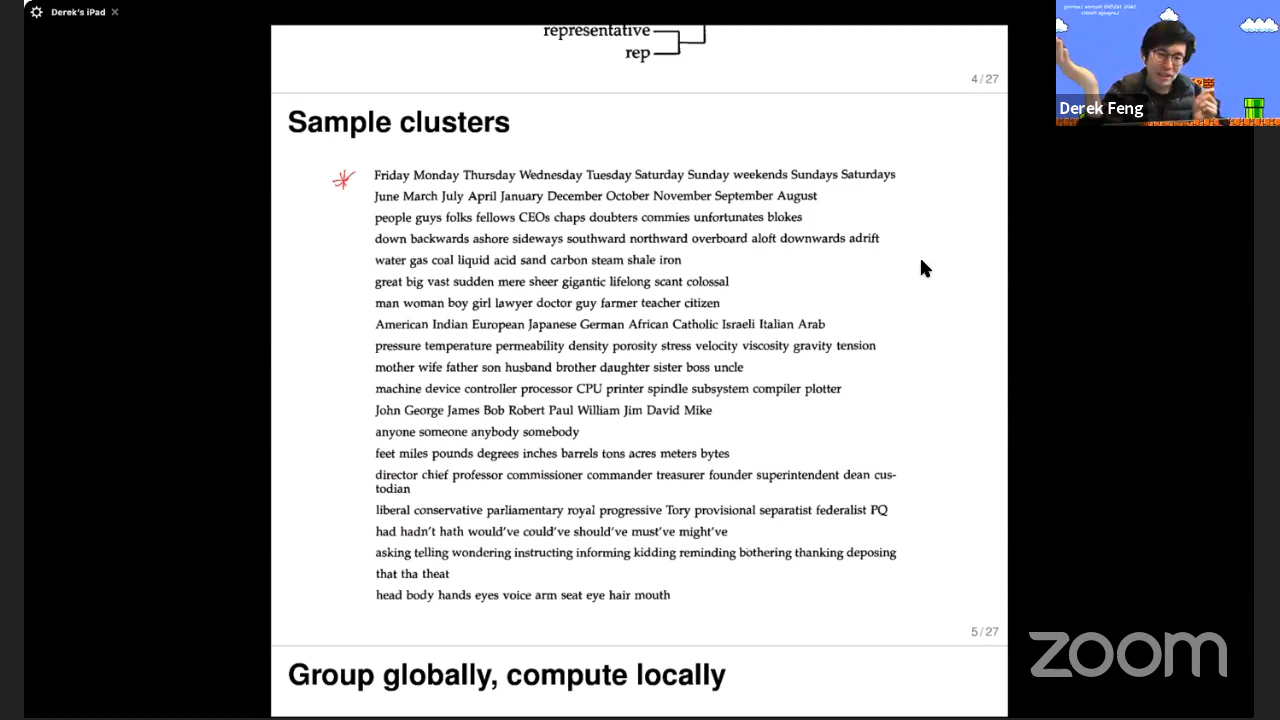 Derek's iPad
representative
rep
4/27
Derek Feng
Sample clusters
Friday Monday Thursday Wednesday Tuesday Saturday Sunday weekends Sundays Saturdays
June March July April January December October November September August
people guys folks fellows CEOs chaps doubters commies unfortunates blokes
down backwards ashore sideways southward northward overboard aloft downwards adrift
water gas coal liquid acid sand carbon steam shale iron
great big vast sudden mere sheer gigantic lifelong scant colossal
man woman boy girl lawyer doctor guy farmer teacher citizen
American Indian European Japanese German African Catholic Israeli Italian Arab
pressure temperature permeability density porosity stress velocity viscosity gravity tension
mother wife father son husband brother daughter sister boss uncle
machine device controller processor CPU printer spindle subsystem compiler plotter
John George James Bob Robert Paul William Jim David Mike
anyone someone anybody somebody
feet miles pounds degrees inches barrels tons acres meters bytes
director chief professor commissioner commander treasurer founder superintendent dean cus-
todian
liberal conservative parliamentary royal progressive Tory provisional separatist federalist PQ
had hadn't hath would've could've should've must've might've
asking telling wondering instructing informing kidding reminding bothering thanking deposing
that tha theat
head body hands eyes voice arm seat eye hair mouth
5/27
zoom
Group globally, compute locally